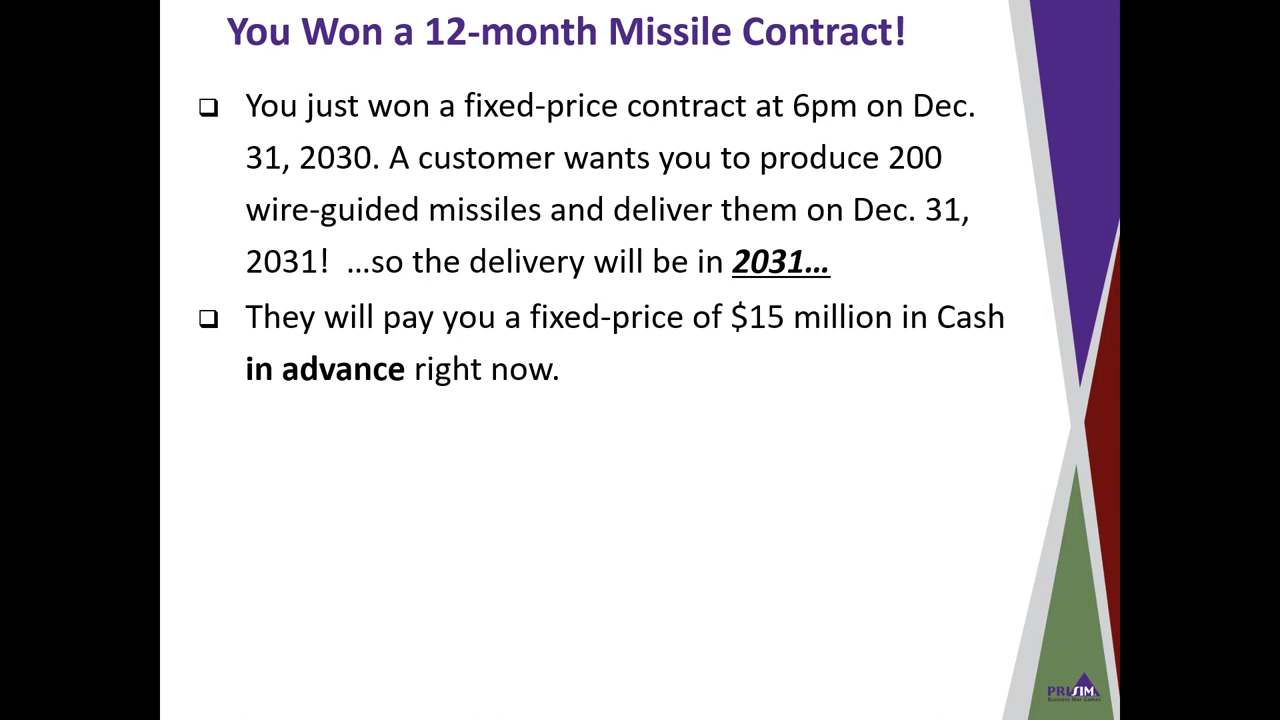 You Won a 12-month Missile Contract!
❑ You just won a fixed-price contract at 6pm on Dec.
31, 2030. A customer wants you to produce 200
wire-guided missiles and deliver them on Dec. 31,
2031!  …so the delivery will be in 2031…
❑ They will pay you a fixed-price of $15 million in Cash
in advance right now.
PRISIM
Business War Games